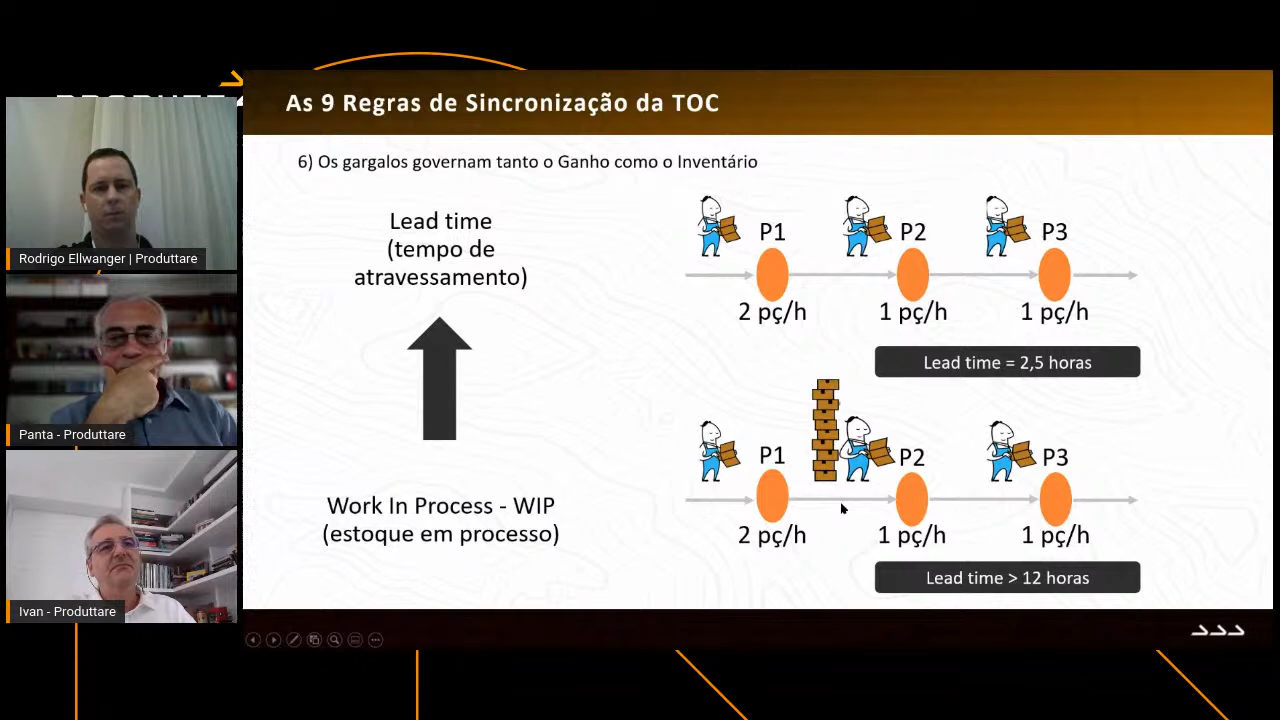 As 9 Regras de Sincronização da TOC
6) Os gargalos governam tanto o Ganho como o Inventário
Lead time
(tempo de
atravessamento)
Work In Process - WIP
(estoque em processo)
P1
P2
P3
2 pç/h
1 pç/h
1 pç/h
Lead time = 2,5 horas
P1
P2
P3
2 pç/h
1 pç/h
1 pç/h
Lead time > 12 horas
Rodrigo Ellwanger | Produttare
Panta - Produttare
Ivan - Produttare